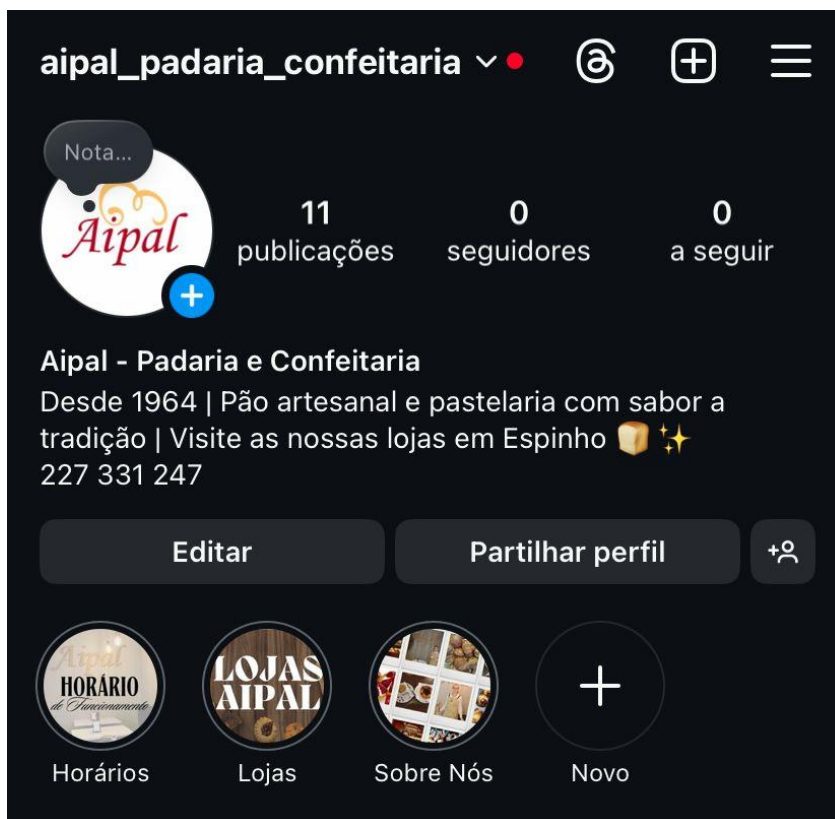 aipal_padaria_confeitaria
Nota...
Aipal
11
publicações
0
seguidores
0
a seguir
Aipal - Padaria e Confeitaria
Desde 1964 | Pão artesanal e pastelaria com sabor a
tradição | Visite as nossas lojas em Espinho 🍞✨
227 331 247
Editar
Partilhar perfil
Aipal
HORÁRIO
de Funcionamento
LOJAS
AIPAL
Horários
Lojas
Sobre Nós
Novo